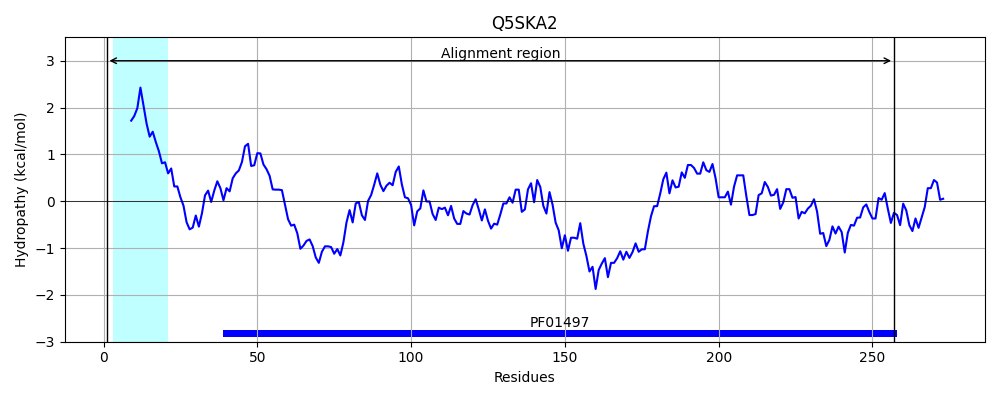 Q5SKA2
Alignment region
Hydropathy (kcal/mol)
3
2
1
0
−1
−2
−3
PF01497
0 50 100 150 200 250
Residues